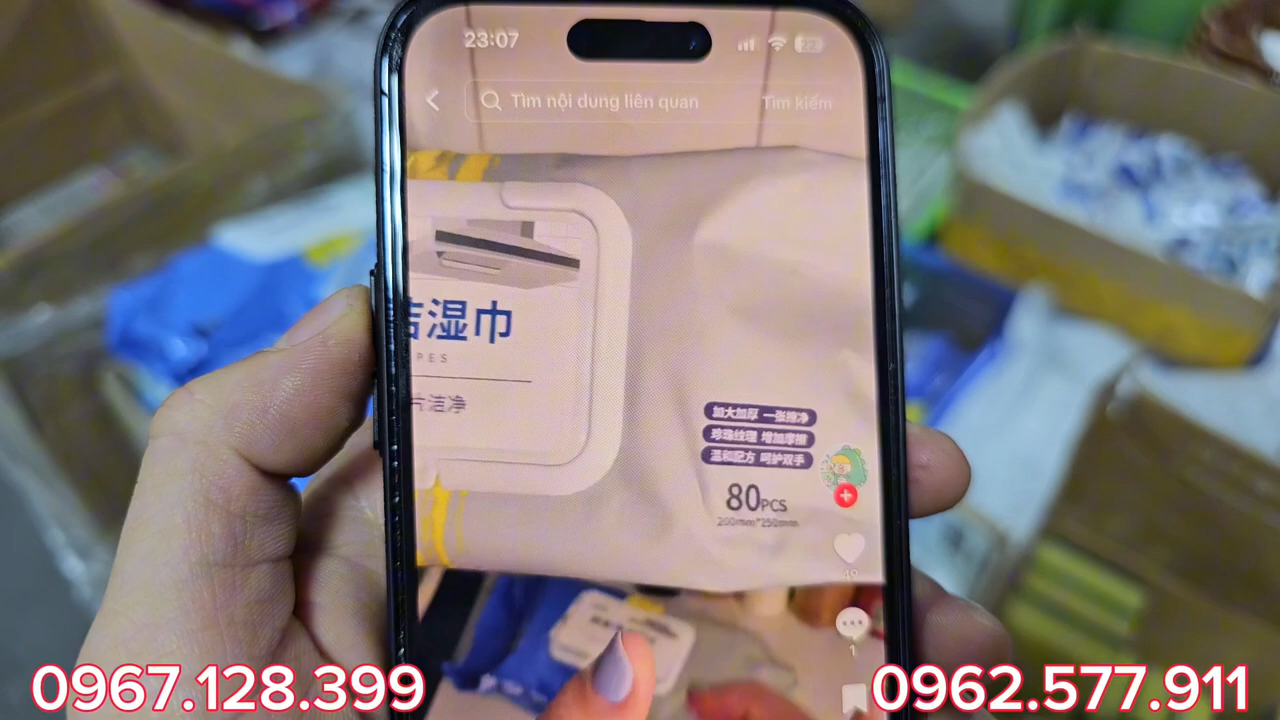 23:07
22
Tìm nội dung liên quan
Tìm kiếm
洁湿巾
PES
片洁净
加大加厚 一张擦净
珍珠纹理 增加摩擦
温和配方 呵护双手
80PCS
200mm*250mm
49
1
0967.128.399
0962.577.911